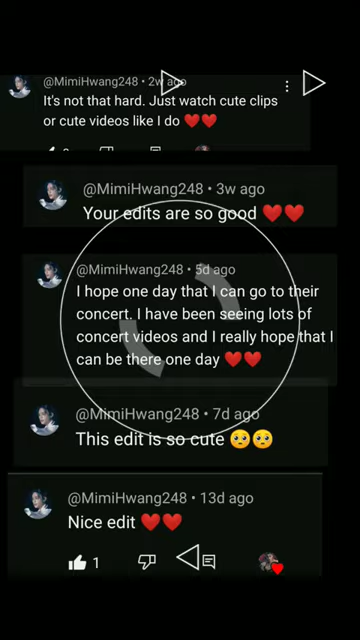 @MimiHwang248 • 2w ago
It's not that hard. Just watch cute clips
or cute videos like I do ❤️❤️
@MimiHwang248 • 3w ago
Your edits are so good ❤️❤️
@MimiHwang248 • 5d ago
I hope one day that I can go to their
concert. I have been seeing lots of
concert videos and I really hope that I
can be there one day ❤️❤️
@MimiHwang248 • 7d ago
This edit is so cute 🥺🥺
@MimiHwang248 • 13d ago
Nice edit ❤️❤️
1